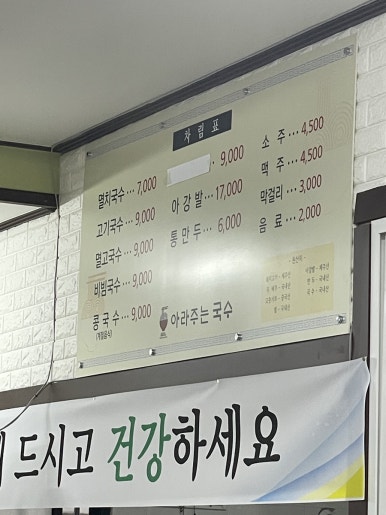 차림표
멸치국수 ··· 7,000
고기국수 ··· 9,000
멸고국수 ··· 9,000
비빔국수 ··· 9,000
콩국수 ··· 9,000
(계절음식)
· 9,000
아강발 ··· 17,000
통만두 ··· 6,000
소주 ··· 4,500
맥주 ··· 4,500
막걸리 ··· 3,000
음료 ··· 2,000
아라주는 국수
드시고 건강하세요